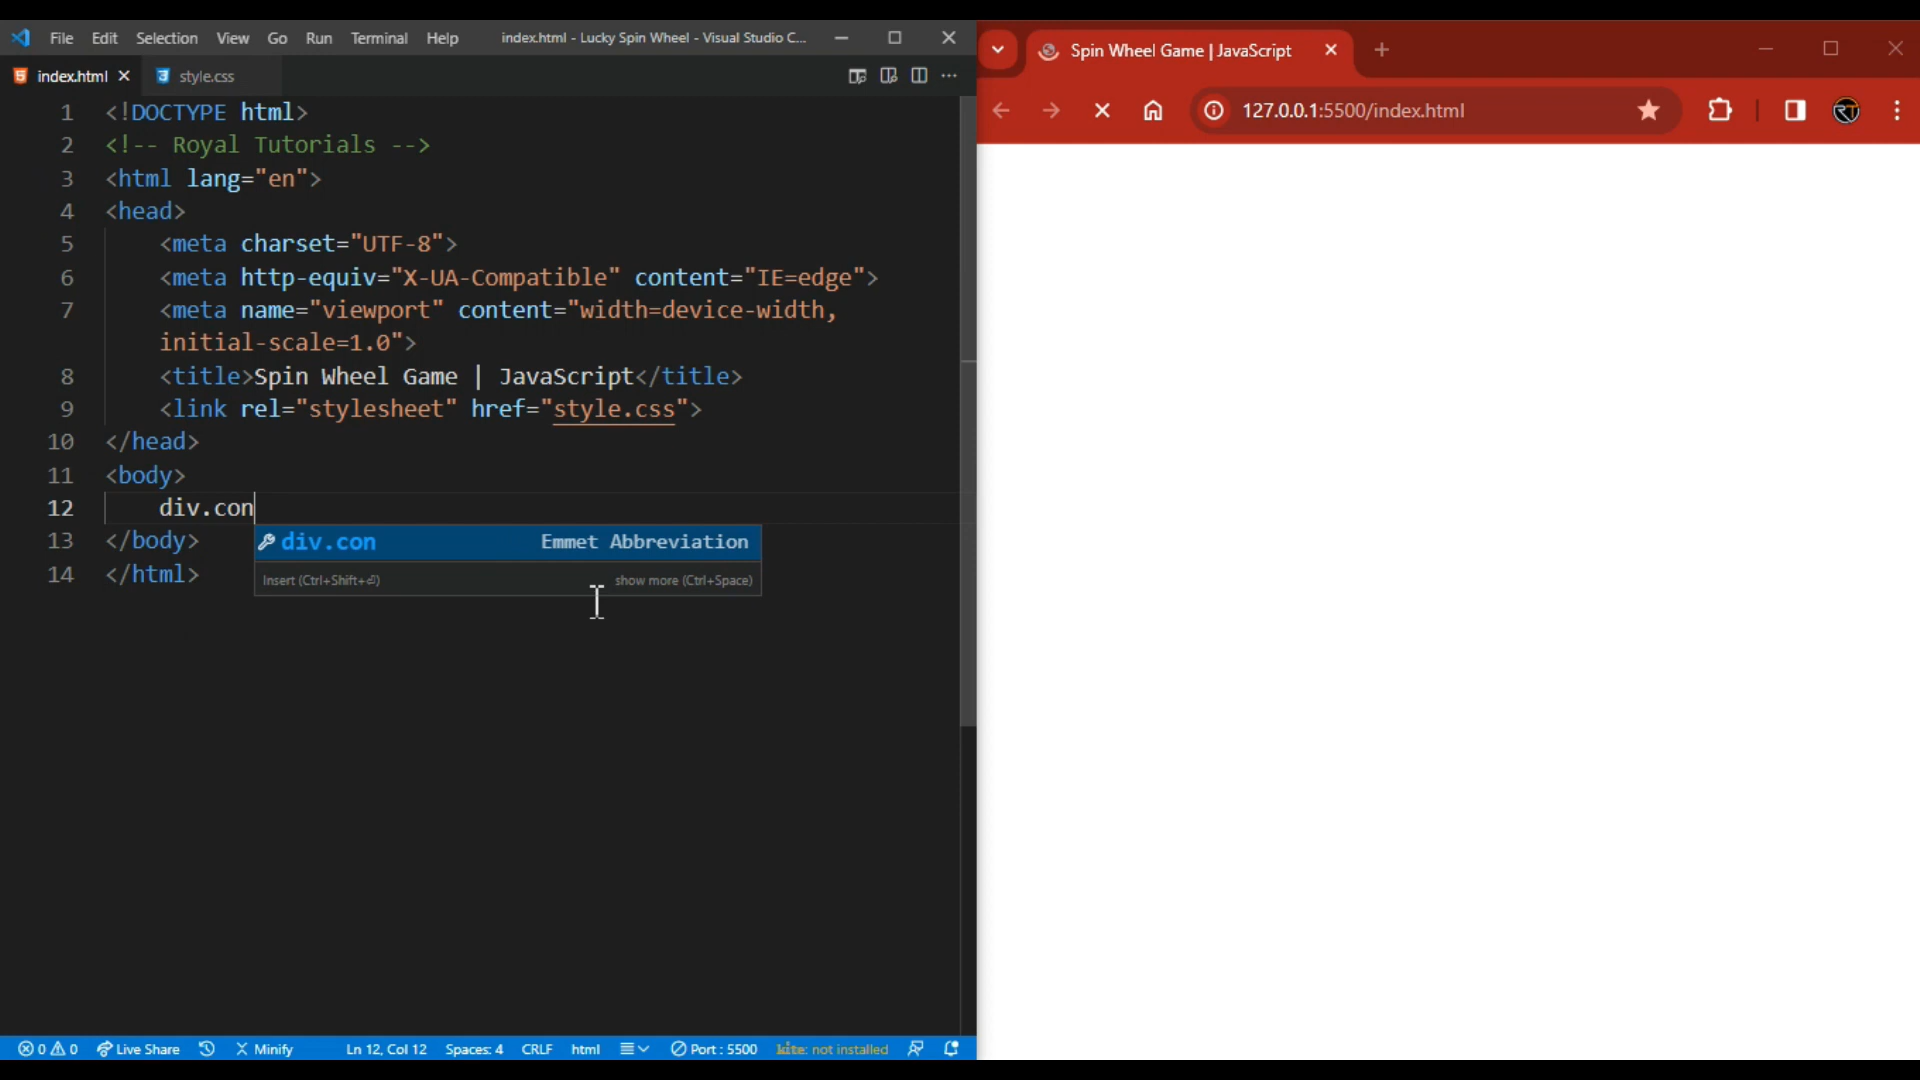 File Edit Selection View Go Run Terminal Help index.html - Lucky Spin Wheel - Visual Studio C...
index.html style.css
1 <!DOCTYPE html>
2 <!-- Royal Tutorials -->
3 <html lang="en">
4 <head>
5 <meta charset="UTF-8">
6 <meta http-equiv="X-UA-Compatible" content="IE=edge">
7 <meta name="viewport" content="width=device-width,
initial-scale=1.0">
8 <title>Spin Wheel Game | JavaScript</title>
9 <link rel="stylesheet" href="style.css">
10 </head>
11 <body>
12 div.con
div.con Emmet Abbreviation
Insert (Ctrl+Shift+⏎) show more (Ctrl+Space)
13 </body>
14 </html>
0 0 Live Share Minify Ln 12, Col 12 Spaces: 4 CRLF html Port : 5500 kite: not installed
Spin Wheel Game | JavaScript
127.0.0.1:5500/index.html
RT